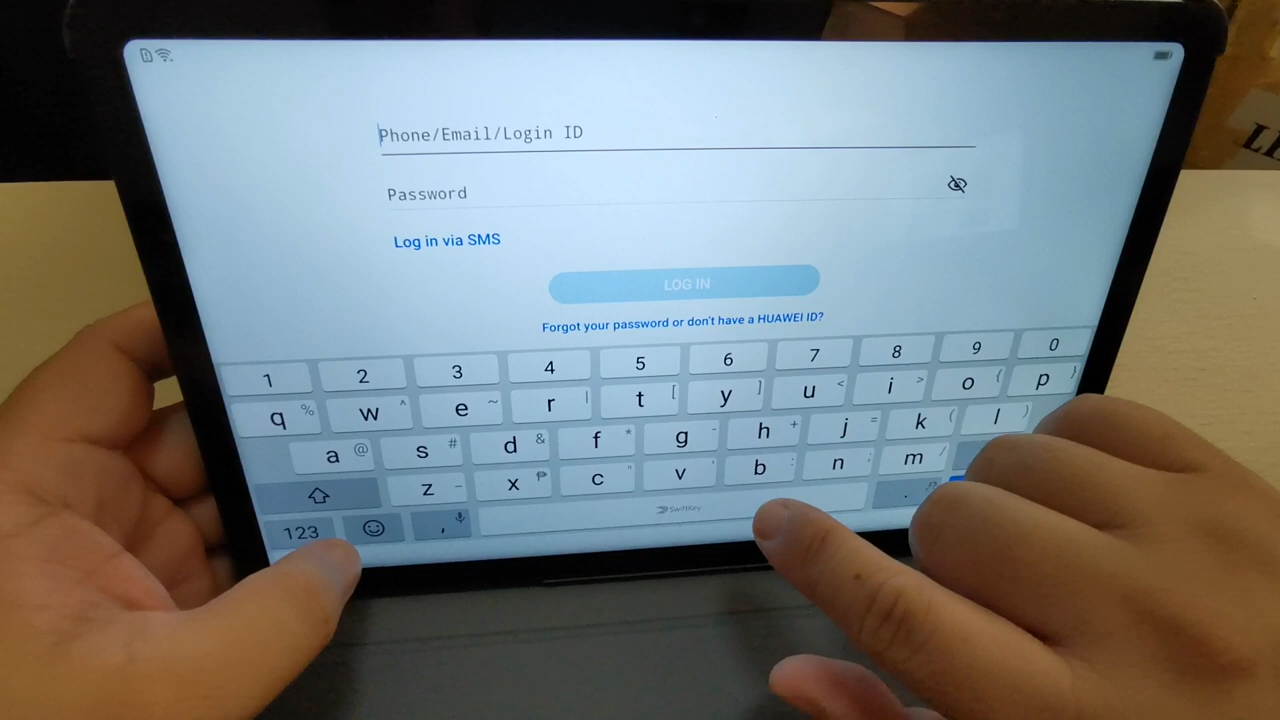 Phone/Email/Login ID
Password
Log in via SMS
LOG IN
Forgot your password or don't have a HUAWEI ID?
1 2 3 4 5 6 7 8 9 0
q % w ^ e ~ r | t [ y ] u < i > o { p }
a @ s # d & f * g - h + j = k ( l )
z _ x ₱ c " v ' b : n ; m /
123 , SwiftKey . ,!?